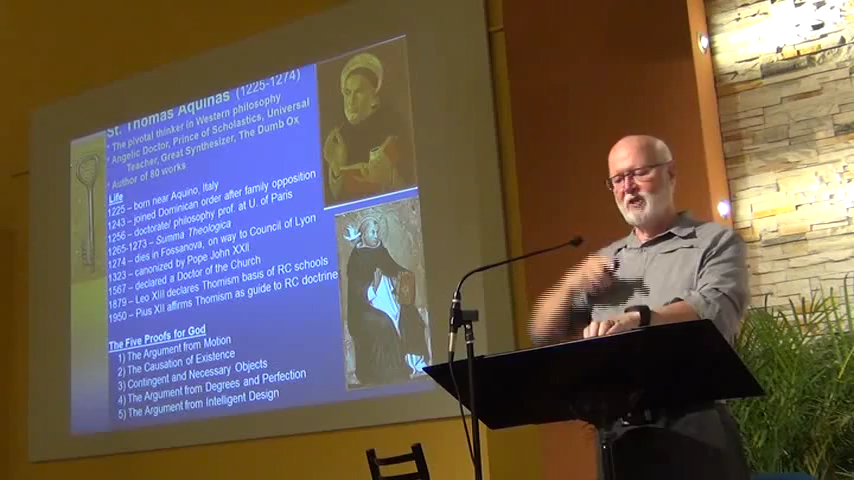 St. Thomas Aquinas (1225-1274)
* The pivotal thinker in Western philosophy
* Angelic Doctor, Prince of Scholastics, Universal
Teacher, Great Synthesizer, The Dumb Ox
* Author of 80 works
Life
1225 – born near Aquino, Italy
1243 – joined Dominican order after family opposition
1256 – doctorate/ philosophy prof. at U. of Paris
1265-1273 – Summa Theologica
1274 – dies in Fossanova, on way to Council of Lyon
1323 – canonized by Pope John XXII
1567 – declared a Doctor of the Church
1879 – Leo XIII declares Thomism basis of RC schools
1950 – Pius XII affirms Thomism as guide to RC doctrine
The Five Proofs for God
1) The Argument from Motion
2) The Causation of Existence
3) Contingent and Necessary Objects
4) The Argument from Degrees and Perfection
5) The Argument from Intelligent Design